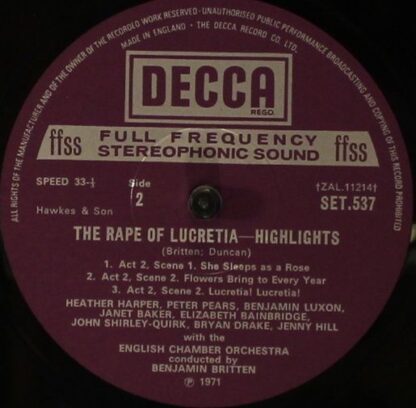 ALL RIGHTS OF THE MANUFACTURER AND OF THE OWNER OF THE RECORDED WORK RESERVED · UNAUTHORISED PUBLIC PERFORMANCE BROADCASTING AND COPYING OF THIS RECORD PROHIBITED
MADE IN ENGLAND · THE DECCA RECORD CO. LTD.
DECCA
REGD.
ffss FULL FREQUENCY STEREOPHONIC SOUND ffss
SPEED 33-⅓
Side
2
†ZAL.11214†
Hawkes & Son
SET.537
THE RAPE OF LUCRETIA—HIGHLIGHTS
(Britten; Duncan)
1. Act 2, Scene 1. She Sleeps as a Rose
2. Act 2, Scene 2. Flowers Bring to Every Year
3. Act 2, Scene 2. Lucretia! Lucretia!
HEATHER HARPER, PETER PEARS, BENJAMIN LUXON,
JANET BAKER, ELIZABETH BAINBRIDGE,
JOHN SHIRLEY-QUIRK, BRYAN DRAKE, JENNY HILL
with the
ENGLISH CHAMBER ORCHESTRA
conducted by
BENJAMIN BRITTEN
℗ 1971